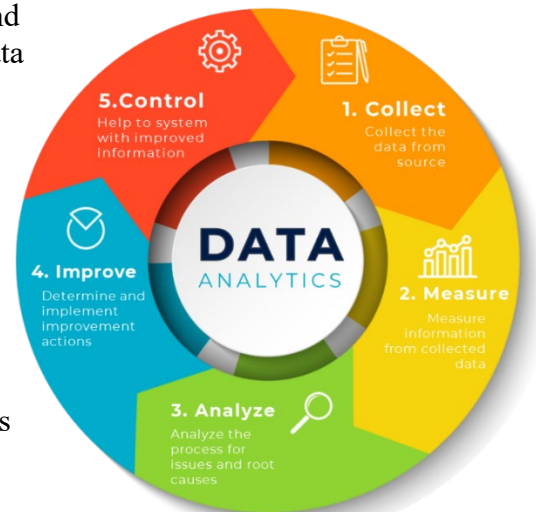 nd
ta
5.Control
Help to system
with improved
information
1. Collect
Collect the
data from
source
DATA
ANALYTICS
4. Improve
Determine and
implement
improvement
actions
2. Measure
Measure
information
from collected
data
3. Analyze
Analyze the
process for
issues and root
causes
s